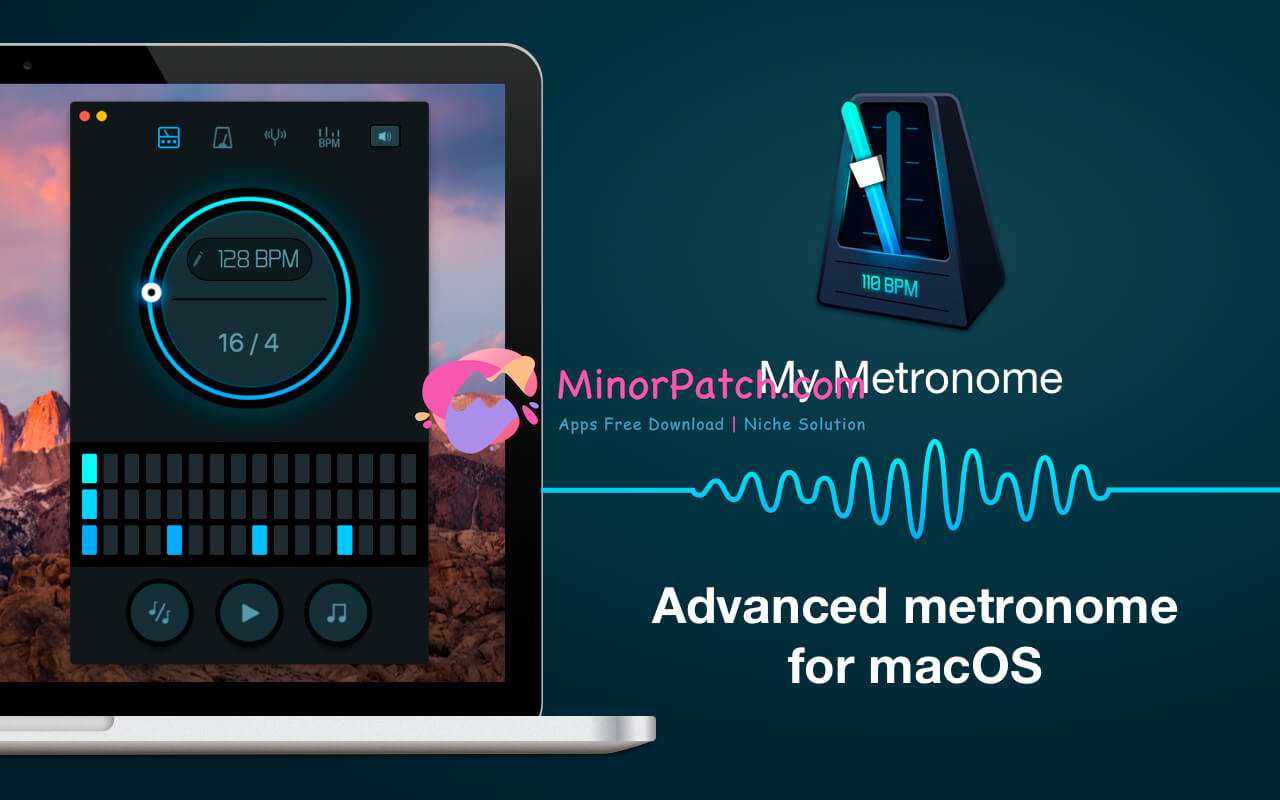 BPM
128 BPM
16 / 4
110 BPM
My Metronome
MinorPatch.com
Apps Free Download | Niche Solution
Advanced metronome
for macOS